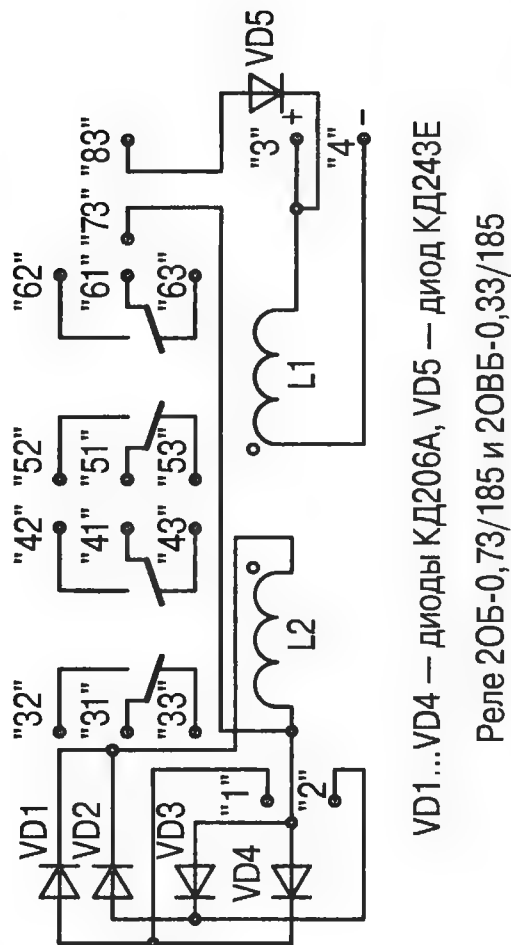 VD1
VD2
VD3
VD4
"1"
"2"
"32"
"31"
"33"
"42"
"41"
"43"
"52"
"51"
"53"
"62"
"61"
"63"
"73"
"83"
L2
L1
VD5
"3" +
"4" -
VD1...VD4 — диоды КД206А, VD5 — диод КД243Е
Реле 2ОБ-0,73/185 и 2ОВБ-0,33/185